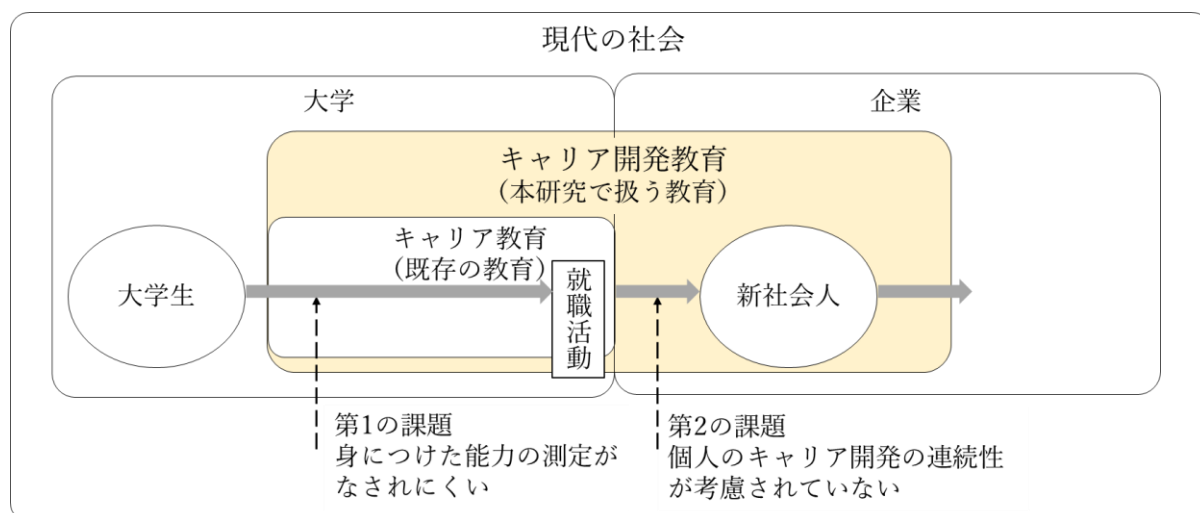 現代の社会
大学
企業
キャリア開発教育
(本研究で扱う教育)
キャリア教育
(既存の教育)
大学生
就職活動
新社会人
第1の課題
身につけた能力の測定が
なされにくい
第2の課題
個人のキャリア開発の連続性
が考慮されていない